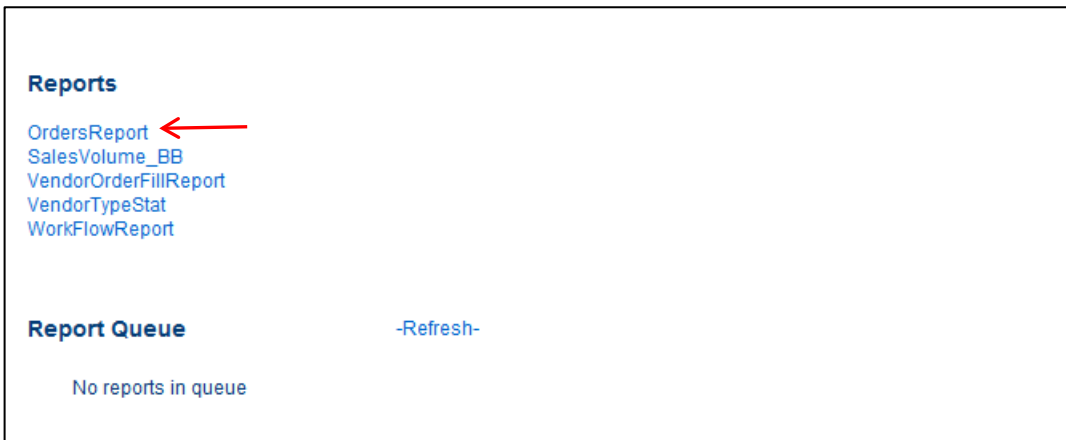 Reports
OrdersReport
SalesVolume_BB
VendorOrderFillReport
VendorTypeStat
WorkFlowReport
Report Queue -Refresh-
No reports in queue